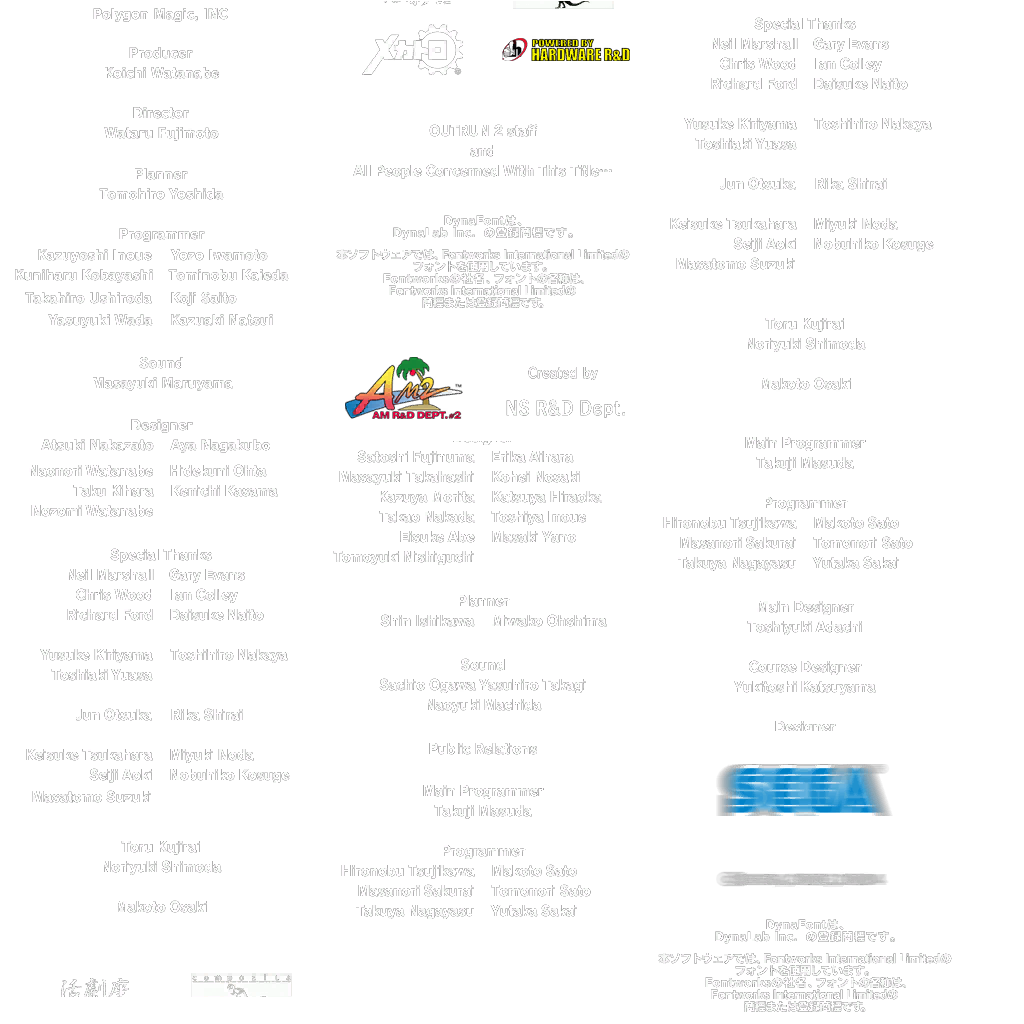 Polygon Magic, INC
Producer
Koichi Watanabe
Director
Wataru Fujimoto
Planner
Tomohiro Yoshida
Programmer
Kazuyoshi Inoue Yozo Iwamoto
Kuniharu Kobayashi Tominobu Kaieda
Takahiro Ushiroda Koji Saito
Yasuyuki Wada Kazuaki Natsui
Sound
Masayuki Maruyama
Designer
Atsuki Nakazato Aya Nagakubo
Naonori Watanabe Hidekuni Ohta
Taku Kihara Kenichi Kasama
Nozomi Watanabe
Special Thanks
Neil Marshall Gary Evans
Chris Wood Ian Colley
Richard Ford Daisuke Naito
Yusuke Kiriyama Toshihiro Nakaya
Toshiaki Yuasa
Jun Otsuka Rika Shirai
Keisuke Tsukahara Miyuki Noda
Seiji Aoki Nobuhiko Kosuge
Masatomo Suzuki
Toru Kujirai
Noriyuki Shimoda
Makoto Osaki
活劇座
composite
メカトロ
POWERED BY
HARDWARE R&D
OUTRUN 2 staff
and
All People Concerned With This Title…
DynaFontは、
DynaLab Inc. の登録商標です。
本ソフトウェアでは、Fontworks International Limitedの
フォントを使用しています。
Fontworksの社名、フォントの名称は、
Fontworks International Limitedの
商標または登録商標です。
AM2
AM R&D DEPT.#2
Created by
NS R&D Dept.
Satoshi Fujinuma Erika Aihara
Masayuki Takahashi Kohei Nosaki
Kazuya Morita Katsuya Hiraoka
Takao Nakada Toshiya Inoue
Eisuke Abe Masaki Yano
Tomoyuki Nishiguchi
Planner
Shin Ishikawa Miwako Ohshima
Sound
Sachio Ogawa Yasuhiro Takagi
Naoyuki Machida
Public Relations
Main Programmer
Takuji Masuda
Programmer
Hironobu Tsujikawa Makoto Sato
Masanori Sakurai Tomonori Sato
Takuya Nagayasu Yutaka Sakai
Special Thanks
Neil Marshall Gary Evans
Chris Wood Ian Colley
Richard Ford Daisuke Naito
Yusuke Kiriyama Toshihiro Nakaya
Toshiaki Yuasa
Jun Otsuka Rika Shirai
Keisuke Tsukahara Miyuki Noda
Seiji Aoki Nobuhiko Kosuge
Masatomo Suzuki
Toru Kujirai
Noriyuki Shimoda
Makoto Osaki
Main Programmer
Takuji Masuda
Programmer
Hironobu Tsujikawa Makoto Sato
Masanori Sakurai Tomonori Sato
Takuya Nagayasu Yutaka Sakai
Main Designer
Toshiyuki Adachi
Course Designer
Yukitoshi Katsuyama
Designer
SEGA
DynaFontは、
DynaLab Inc. の登録商標です。
本ソフトウェアでは、Fontworks International Limitedの
フォントを使用しています。
Fontworksの社名、フォントの名称は、
Fontworks International Limitedの
商標または登録商標です。